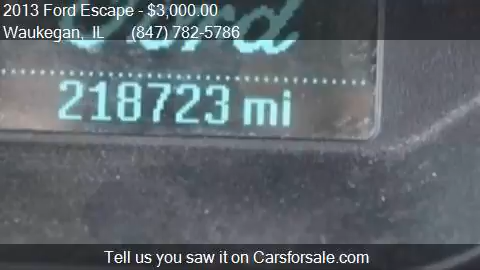 2013 Ford Escape - $3,000.00
Waukegan, IL (847) 782-5786
Ford
218723 mi
Tell us you saw it on Carsforsale.com